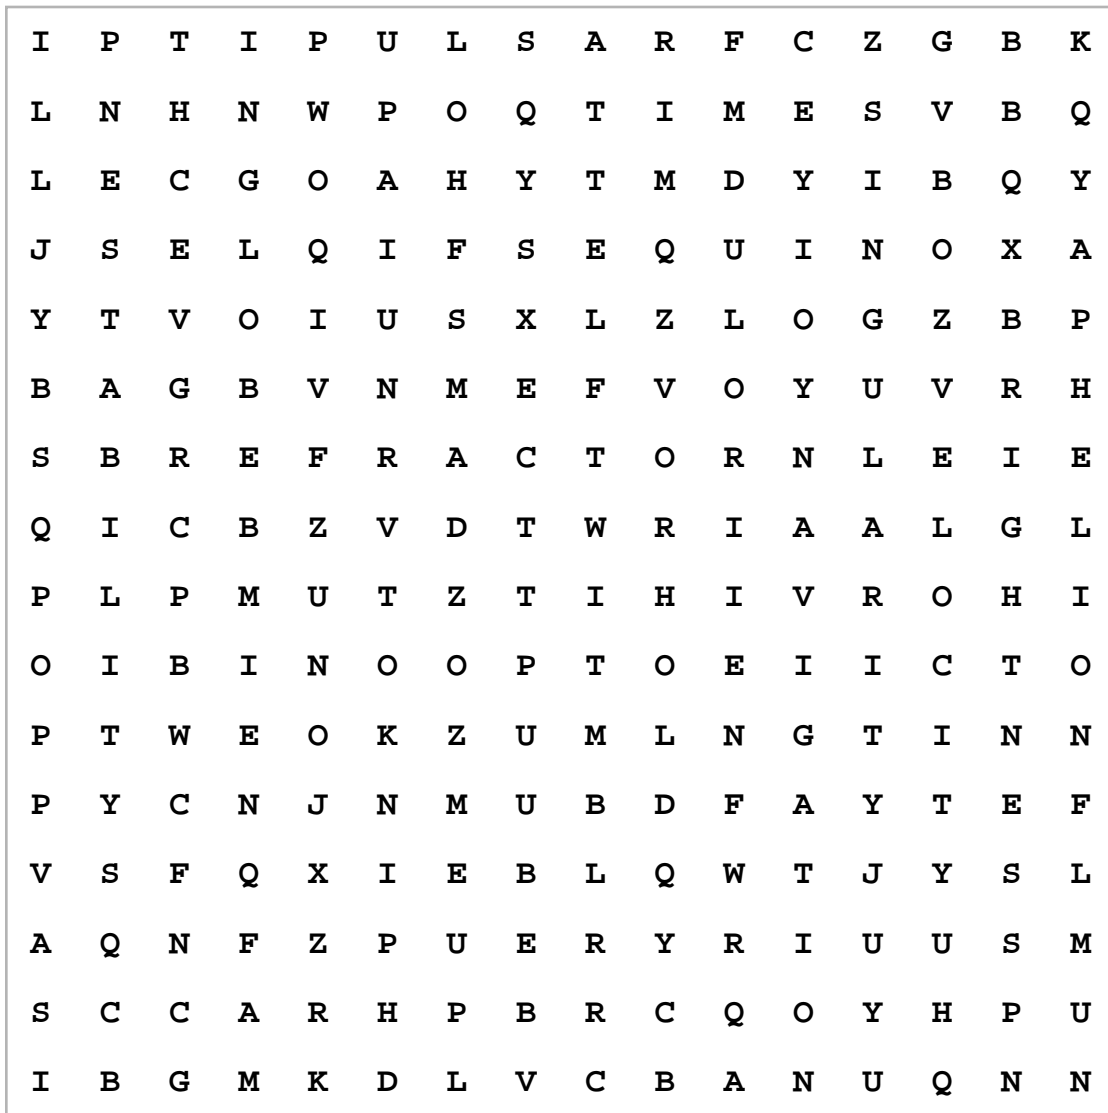 I P T I P U L S A R F C Z G B K
L N H N W P O Q T I M E S V B Q
L E C G O A H Y T M D Y I B Q Y
J S E L Q I F S E Q U I N O X A
Y T V O I U S X L Z L O G Z B P
B A G B V N M E F V O Y U V R H
S B R E F R A C T O R N L E I E
Q I C B Z V D T W R I A A L G L
P L P M U T Z T I H I V R O H I
O I B I N O O P T O E I I C T O
P T W E O K Z U M L N G T I N N
P Y C N J N M U B D F A Y T E F
V S F Q X I E B L Q W T J Y S L
A Q N F Z P U E R Y R I U U S M
S C C A R H P B R C Q O Y H P U
I B G M K D L V C B A N U Q N N